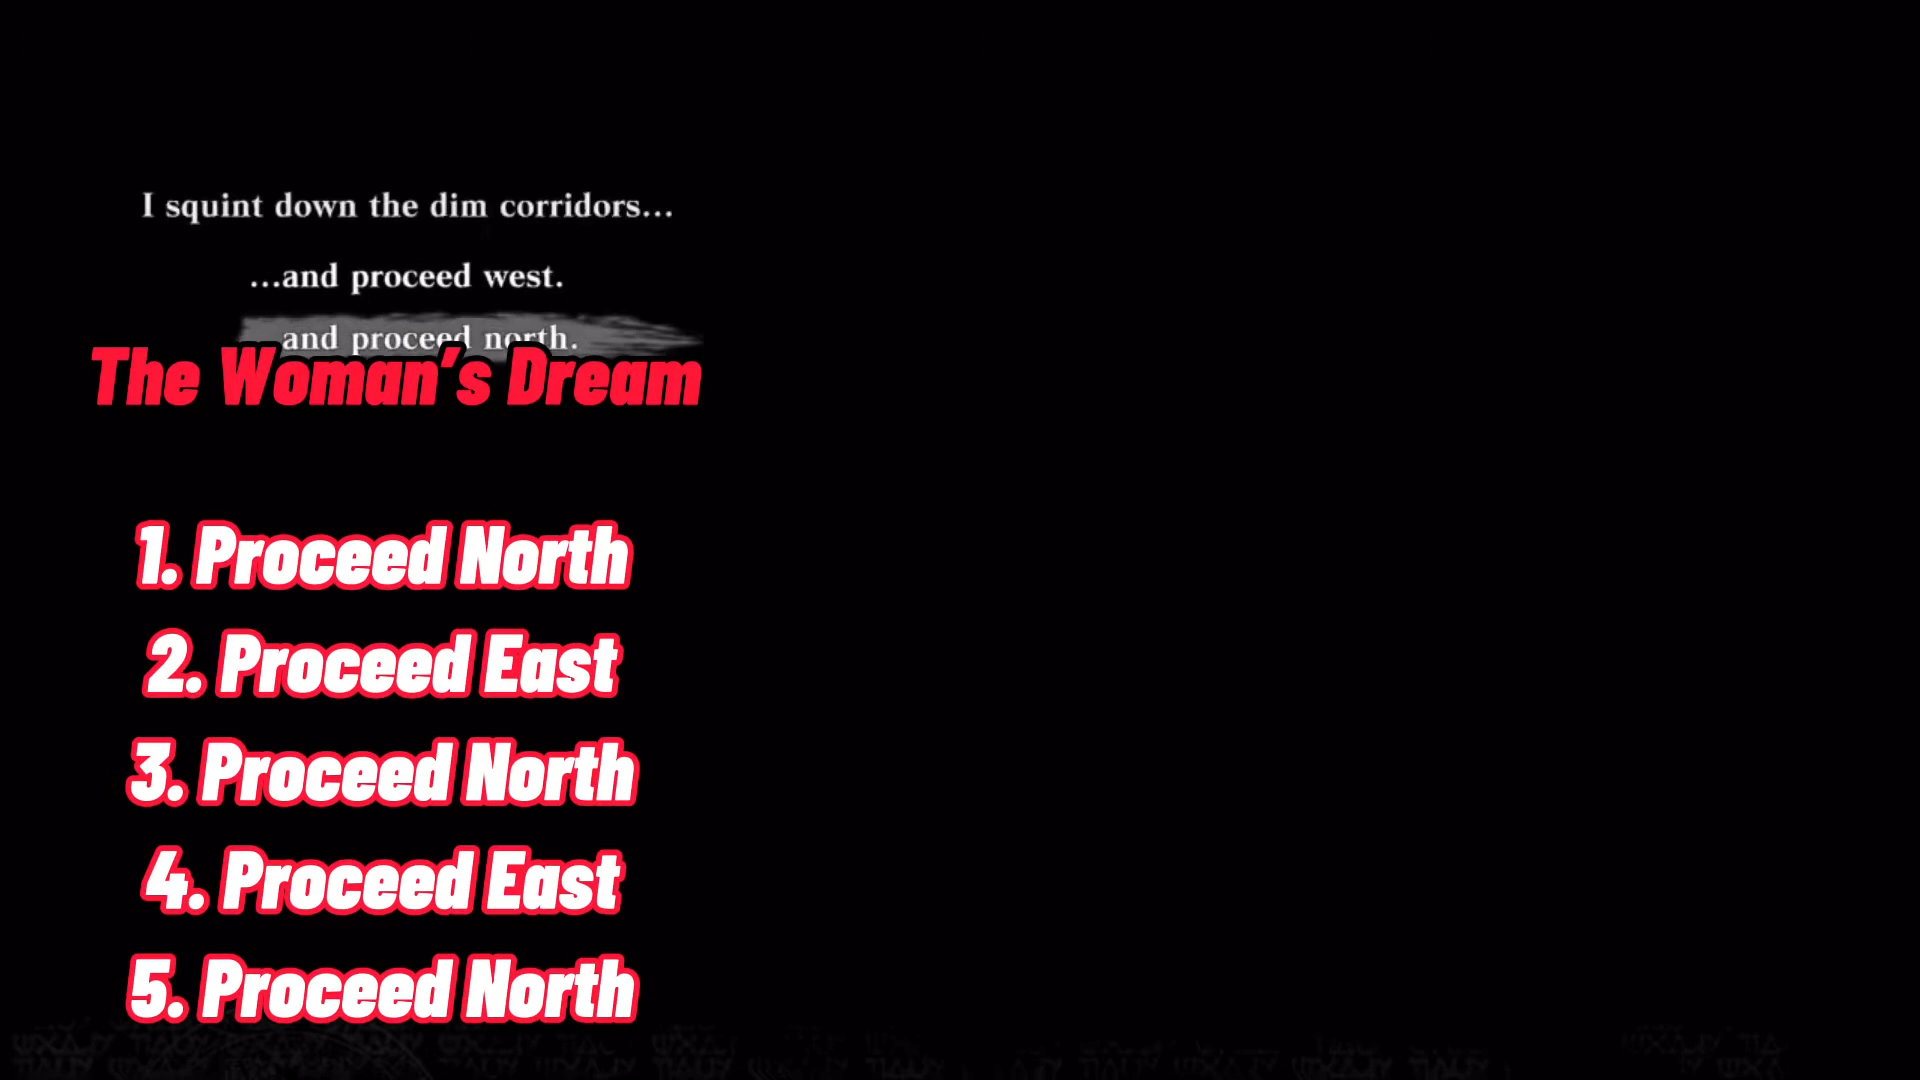 I squint down the dim corridors...
...and proceed west.
and proceed north.
The Woman's Dream
1. Proceed North
2. Proceed East
3. Proceed North
4. Proceed East
5. Proceed North